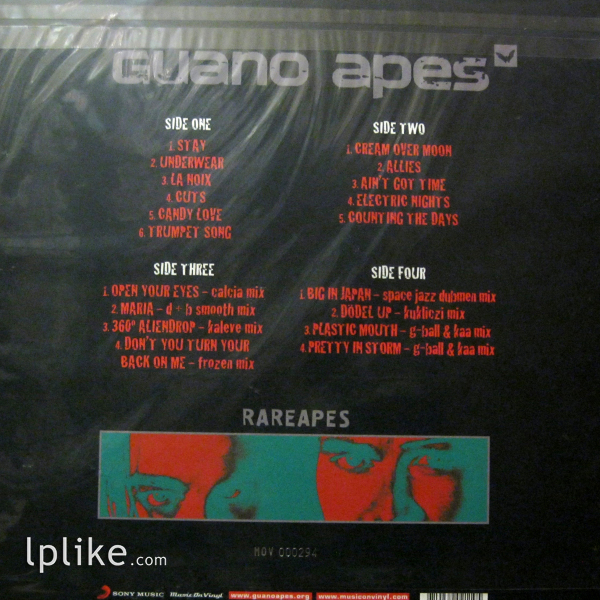 Guano apes
SIDE ONE
1. STAY
2. UNDERWEAR
3. LA NOIX
4. CUTS
5. CANDY LOVE
6. TRUMPET SONG
SIDE TWO
1. CREAM OVER MOON
2. ALLIES
3. AIN'T GOT TIME
4. ELECTRIC NIGHTS
5. COUNTING THE DAYS
SIDE THREE
1. OPEN YOUR EYES – calcia mix
2. MARIA – d + b smooth mix
3. 360° ALIENDROP – kaleve mix
4. DON'T YOU TURN YOUR
BACK ON ME – frozen mix
SIDE FOUR
1. BIG IN JAPAN – space jazz dubmen mix
2. DÖDEL UP – kukliczi mix
3. PLASTIC MOUTH – g-ball & kaa mix
4. PRETTY IN STORM – g-ball & kaa mix
RAREAPES
lplike.com
MOV 000294
SONY MUSIC Music On Vinyl www.guanoapes.org www.musiconvinyl.com